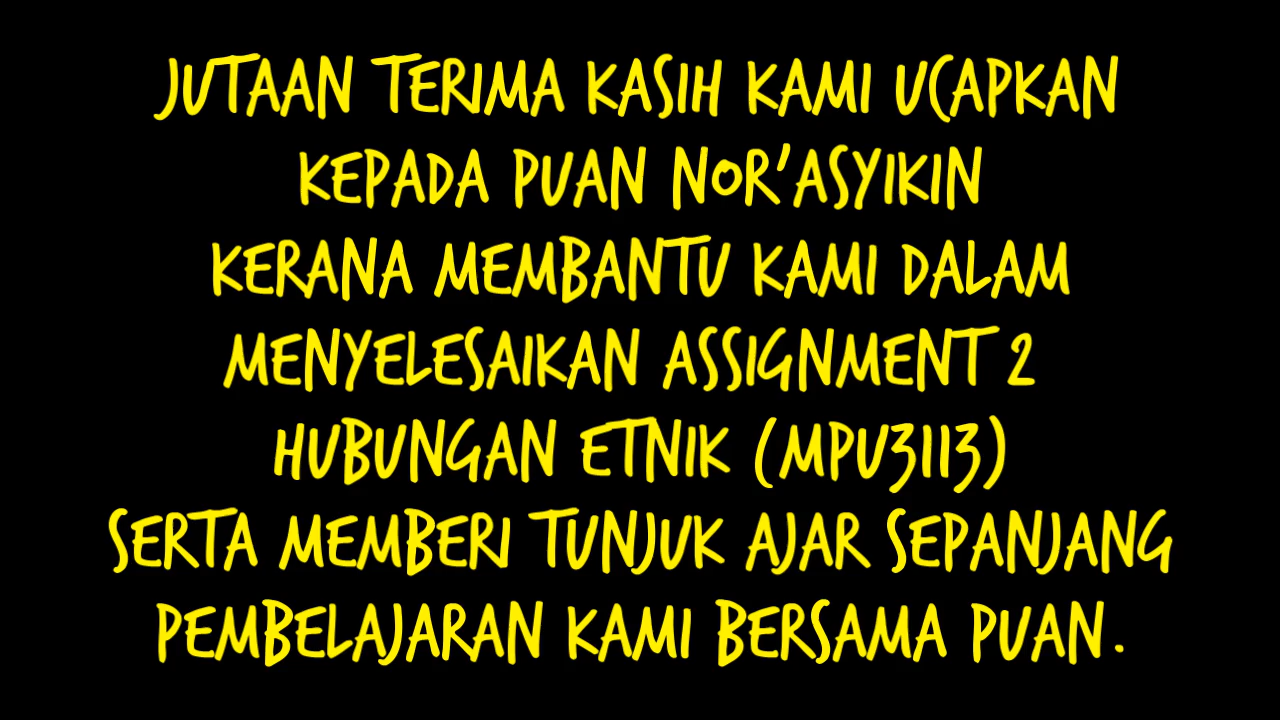 JUTAAN TERIMA KASIH KAMI UCAPKAN
KEPADA PUAN NOR'ASYIKIN
KERANA MEMBANTU KAMI DALAM
MENYELESAIKAN ASSIGNMENT 2
HUBUNGAN ETNIK (MPU3113)
SERTA MEMBERI TUNJUK AJAR SEPANJANG
PEMBELAJARAN KAMI BERSAMA PUAN.